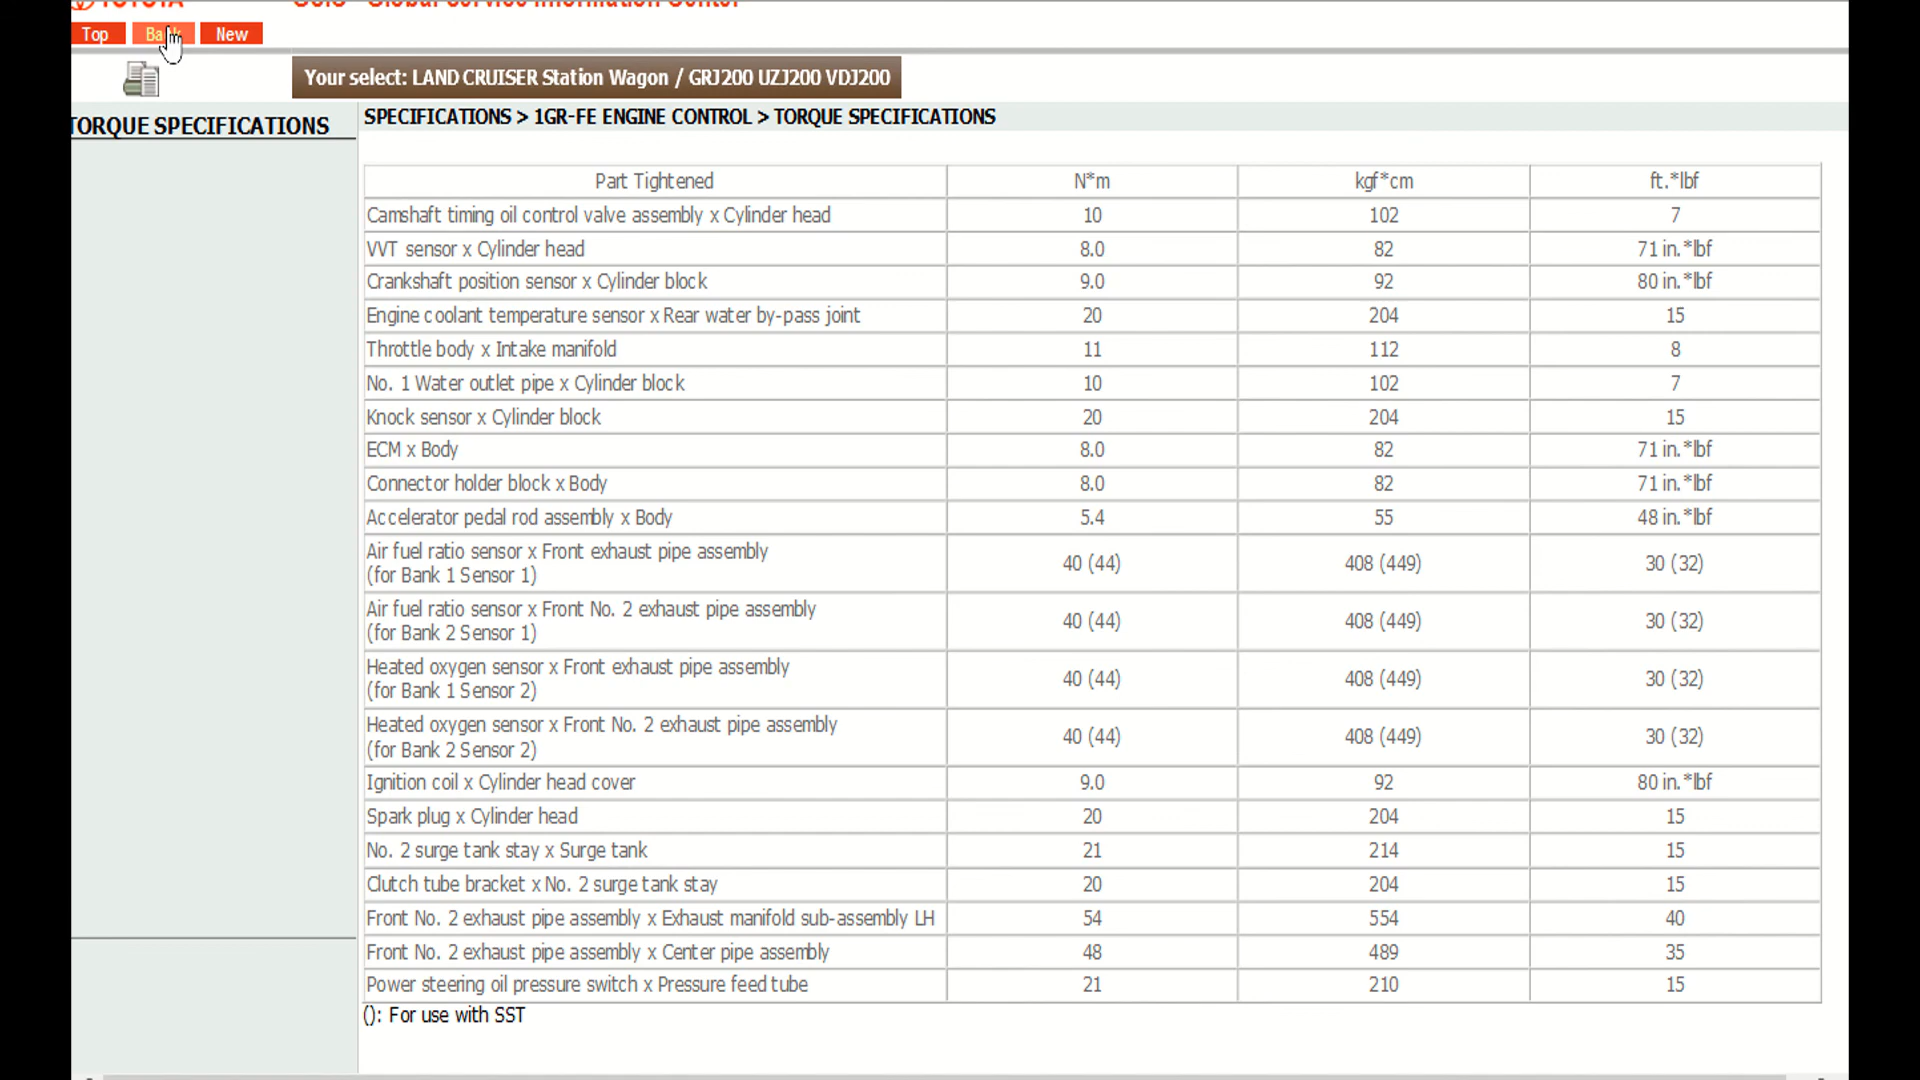 TOYOTA GSIC - Global Service Information Center
Top Back New
Your select: LAND CRUISER Station Wagon / GRJ200 UZJ200 VDJ200
TORQUE SPECIFICATIONS
SPECIFICATIONS > 1GR-FE ENGINE CONTROL > TORQUE SPECIFICATIONS
Part Tightened N*m kgf*cm ft.*lbf
Camshaft timing oil control valve assembly x Cylinder head 10 102 7
VVT sensor x Cylinder head 8.0 82 71 in.*lbf
Crankshaft position sensor x Cylinder block 9.0 92 80 in.*lbf
Engine coolant temperature sensor x Rear water by-pass joint 20 204 15
Throttle body x Intake manifold 11 112 8
No. 1 Water outlet pipe x Cylinder block 10 102 7
Knock sensor x Cylinder block 20 204 15
ECM x Body 8.0 82 71 in.*lbf
Connector holder block x Body 8.0 82 71 in.*lbf
Accelerator pedal rod assembly x Body 5.4 55 48 in.*lbf
Air fuel ratio sensor x Front exhaust pipe assembly
(for Bank 1 Sensor 1) 40 (44) 408 (449) 30 (32)
Air fuel ratio sensor x Front No. 2 exhaust pipe assembly
(for Bank 2 Sensor 1) 40 (44) 408 (449) 30 (32)
Heated oxygen sensor x Front exhaust pipe assembly
(for Bank 1 Sensor 2) 40 (44) 408 (449) 30 (32)
Heated oxygen sensor x Front No. 2 exhaust pipe assembly
(for Bank 2 Sensor 2) 40 (44) 408 (449) 30 (32)
Ignition coil x Cylinder head cover 9.0 92 80 in.*lbf
Spark plug x Cylinder head 20 204 15
No. 2 surge tank stay x Surge tank 21 214 15
Clutch tube bracket x No. 2 surge tank stay 20 204 15
Front No. 2 exhaust pipe assembly x Exhaust manifold sub-assembly LH 54 554 40
Front No. 2 exhaust pipe assembly x Center pipe assembly 48 489 35
Power steering oil pressure switch x Pressure feed tube 21 210 15
(): For use with SST